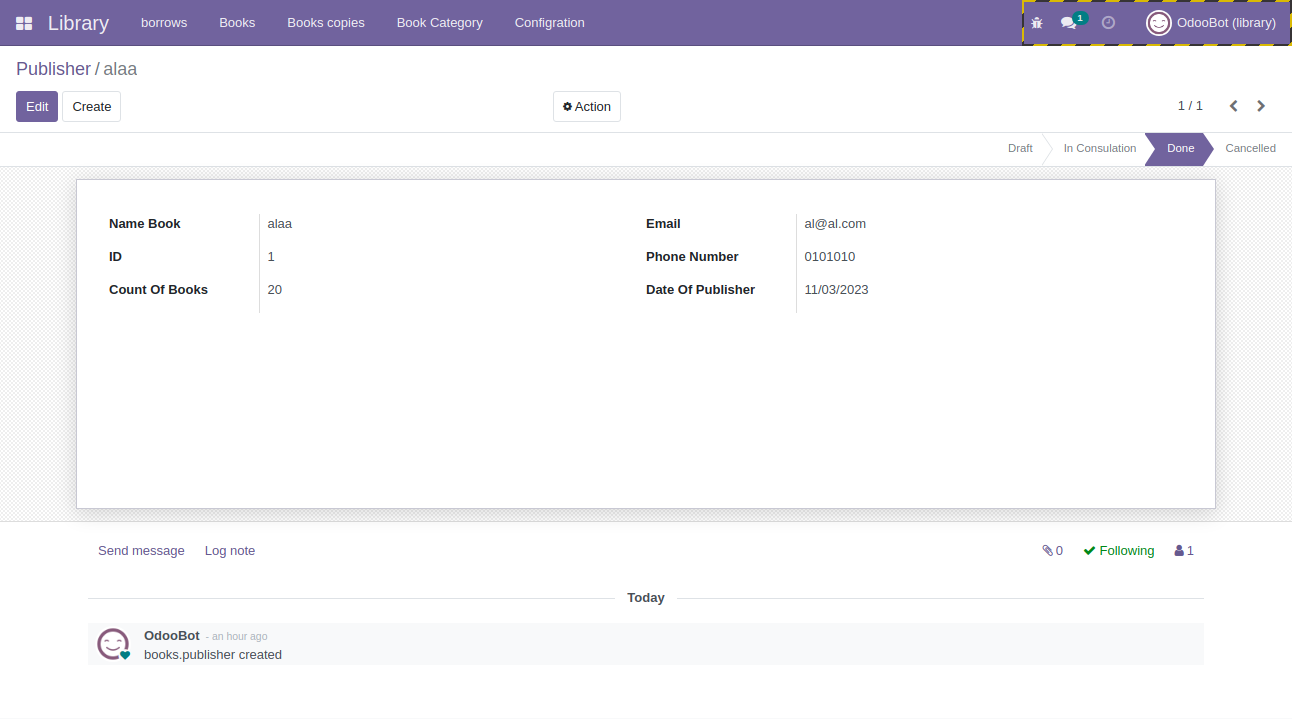 Library borrows Books Books copies Book Category Configration 1 OdooBot (library)
Publisher / alaa
Edit Create Action 1 / 1
Draft In Consulation Done Cancelled
Name Book alaa Email al@al.com
ID 1 Phone Number 0101010
Count Of Books 20 Date Of Publisher 11/03/2023
Send message Log note 0 Following 1
Today
OdooBot - an hour ago
books.publisher created